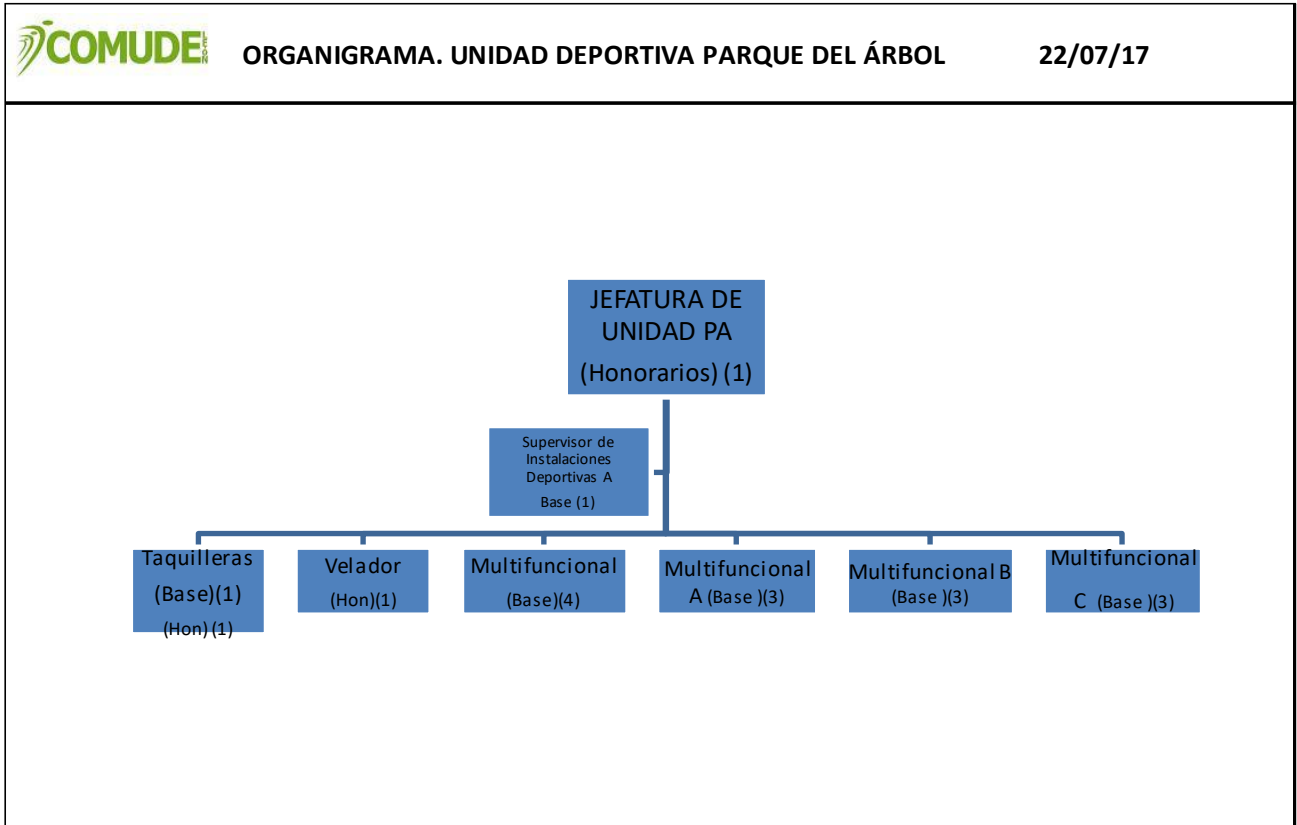 COMUDE LEÓN
ORGANIGRAMA. UNIDAD DEPORTIVA PARQUE DEL ÁRBOL 22/07/17
JEFATURA DE
UNIDAD PA
(Honorarios) (1)
Supervisor de
Instalaciones
Deportivas A
Base (1)
Taquilleras
(Base)(1)
(Hon) (1)
Velador
(Hon)(1)
Multifuncional
(Base)(4)
Multifuncional
A (Base )(3)
Multifuncional B
(Base )(3)
Multifuncional
C (Base )(3)